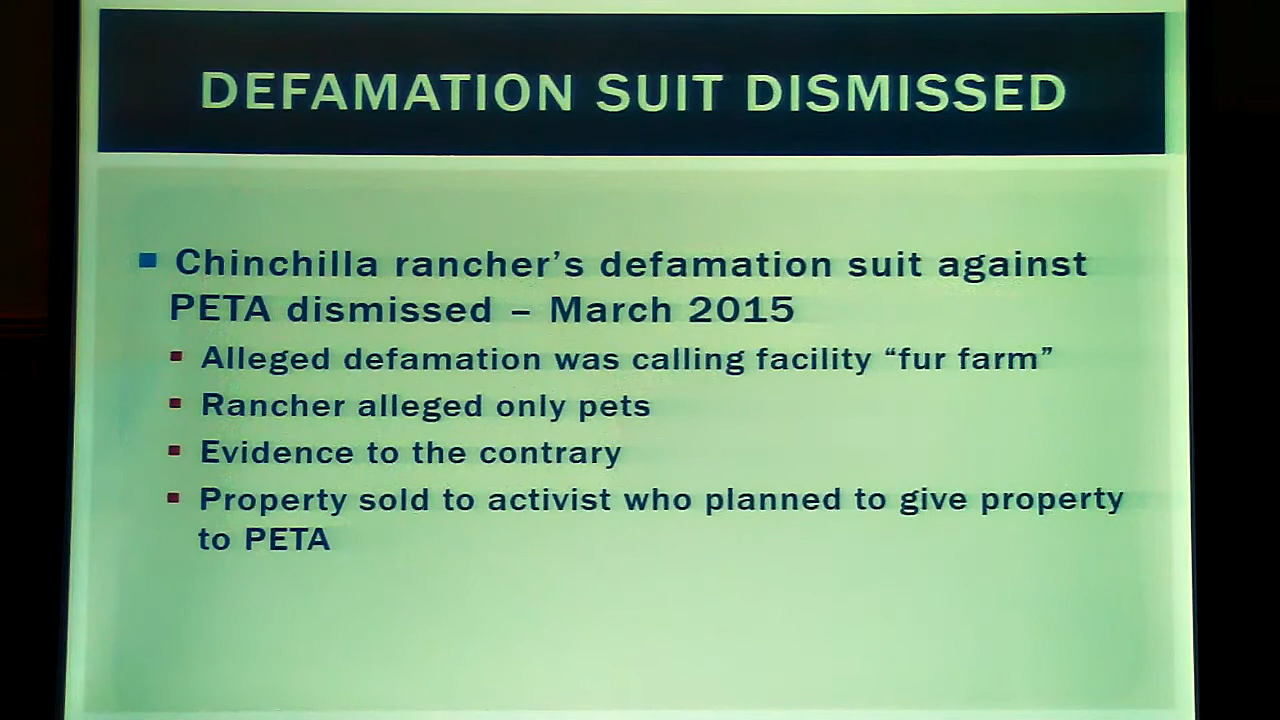 DEFAMATION SUIT DISMISSED
Chinchilla rancher’s defamation suit against
PETA dismissed – March 2015
Alleged defamation was calling facility “fur farm”
Rancher alleged only pets
Evidence to the contrary
Property sold to activist who planned to give property
to PETA